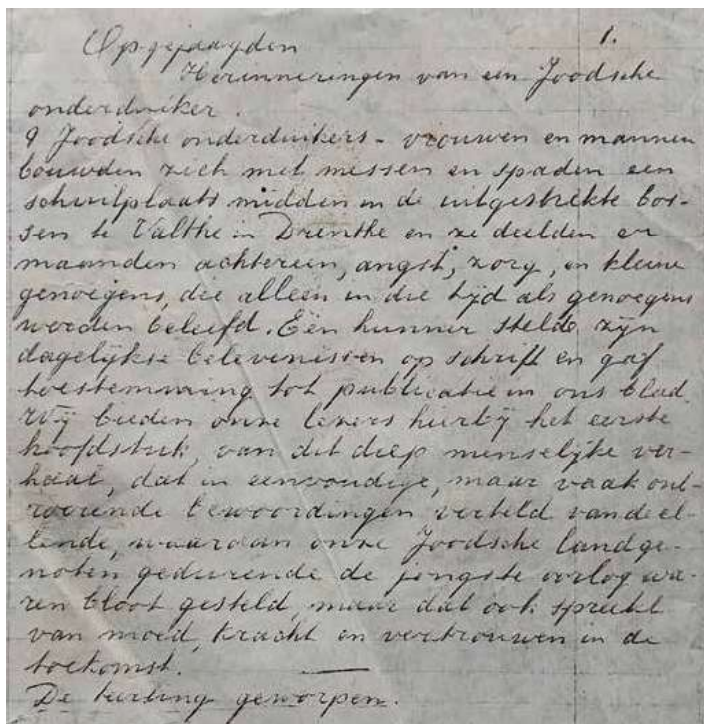 Opgejaagden 1.
Herinneringen van een Joodsche
onderduiker.
9 Joodsche onderduikers - vrouwen en mannen
bouwden zich met messen en spaden een
schuilplaats midden in de uitgestrekte bos-
sen te Valthe in Drenthe en ze deelden er
maanden achtereen, angst, zorg, en kleine
genoegens, die alleen in die tijd als genoegens
worden beleefd. Eén hunner stelde zijn
dagelijkse belevenissen op schrift en gaf
toestemming tot publicatie in ons blad.
Wij bieden onze lezers hierbij het eerste
hoofdstuk, van dit diep menselijke ver-
haal, dat in eenvoudige, maar vaak ont-
roerende bewoordingen verteld van de el-
lende, waaraan onze Joodsche landge-
noten gedurende de jongste oorlog wa-
ren bloot gesteld, maar dat ook spreekt
van moed, kracht en vertrouwen in de
toekomst.
De teerling geworpen.